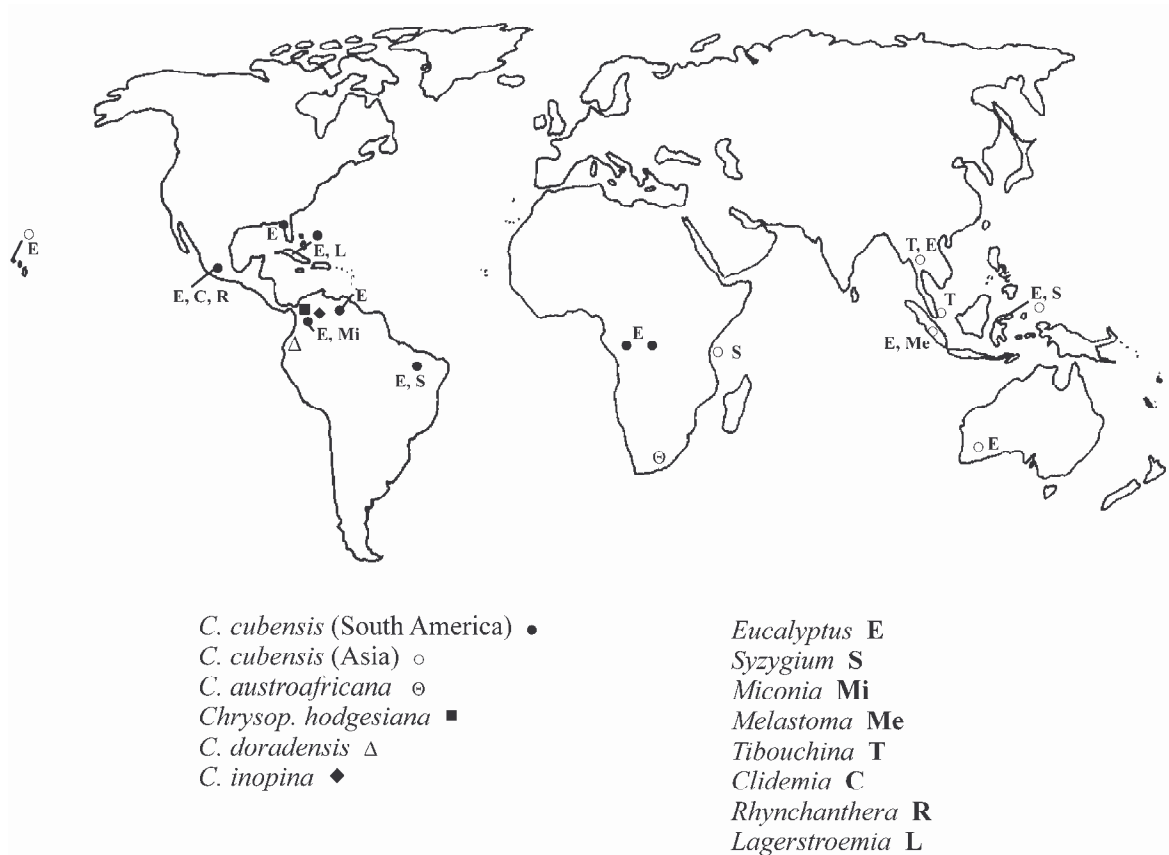 E
E
E, L
E, C, R
E
E, Mi
E, S
E
S
T, E
T
E, S
E, Me
E
C. cubensis (South America) ●
C. cubensis (Asia) ○
C. austroafricana ⊖
Chrysop. hodgesiana ■
C. doradensis △
C. inopina ◆
Eucalyptus E
Syzygium S
Miconia Mi
Melastoma Me
Tibouchina T
Clidemia C
Rhynchanthera R
Lagerstroemia L